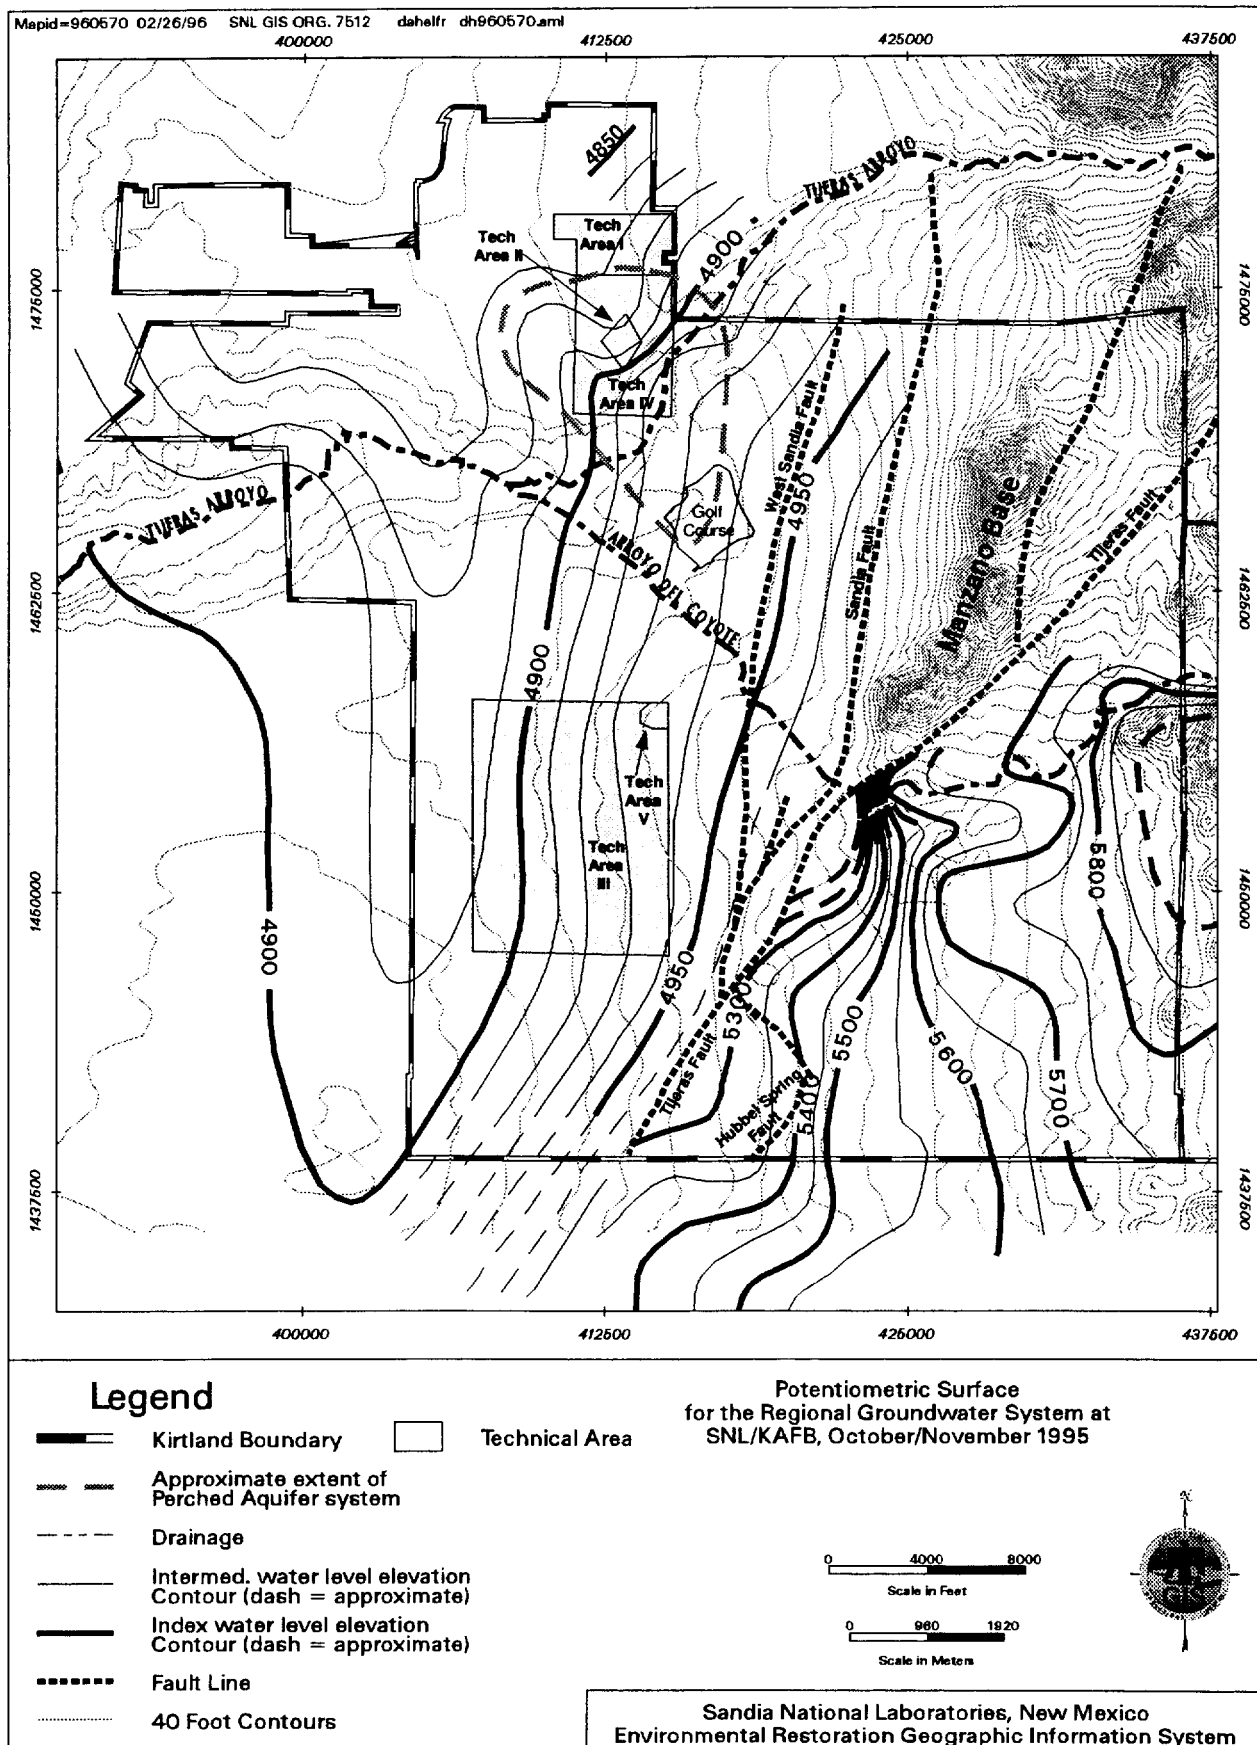 Mapid=960570 02/26/96 SNL GIS ORG. 7512 dahelfr dh960570.aml
400000 412500 425000 437500
4850
TIJERAS ARROYO
Tech
Area I
Tech
Area II
4900
1475000
1475000
Tech
Area IV
West Sandia Fault
4950
Golf
Course
Sandia Fault
Manzano Base
Tijeras Fault
TIJERAS ARROYO
ARROYO DEL COYOTE
1462500
1462500
4900
Tech
Area
V
Tech
Area
III
5800
1450000
1450000
4900
4950
5300
5500
5600
5700
Tijeras Fault
Hubbel Spring
Fault
5400
1437500
1437500
400000 412500 425000 437500
Legend
Kirtland Boundary
Technical Area
Approximate extent of
Perched Aquifer system
Drainage
Intermed. water level elevation
Contour (dash = approximate)
Index water level elevation
Contour (dash = approximate)
Fault Line
40 Foot Contours
Potentiometric Surface
for the Regional Groundwater System at
SNL/KAFB, October/November 1995
N
0 4000 8000
Scale in Feet
0 960 1920
Scale in Meters
GIS
Sandia National Laboratories, New Mexico
Environmental Restoration Geographic Information System